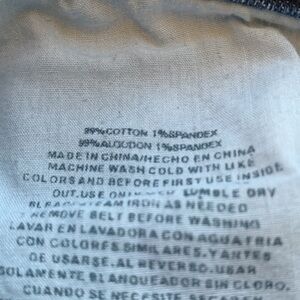 99% COTTON 1% SPANDEX
99% ALGODON 1% SPANDEX
MADE IN CHINA/HECHO EN CHINA
MACHINE WASH COLD WITH LIKE
COLORS AND BEFORE FIRST USE INSIDE
OUT. USE TUMBLE DRY
IRON AS NEEDED
REMOVE BELT BEFORE WASHING
LAVAR EN LAVADORA CON AGUA FRIA
CON COLORES SIMILARES. Y ANTES
DE USARSE. AL REVERSO. USAR
SOLAMENTE BLANQUEADOR SIN CLORO.
CUANDO SE